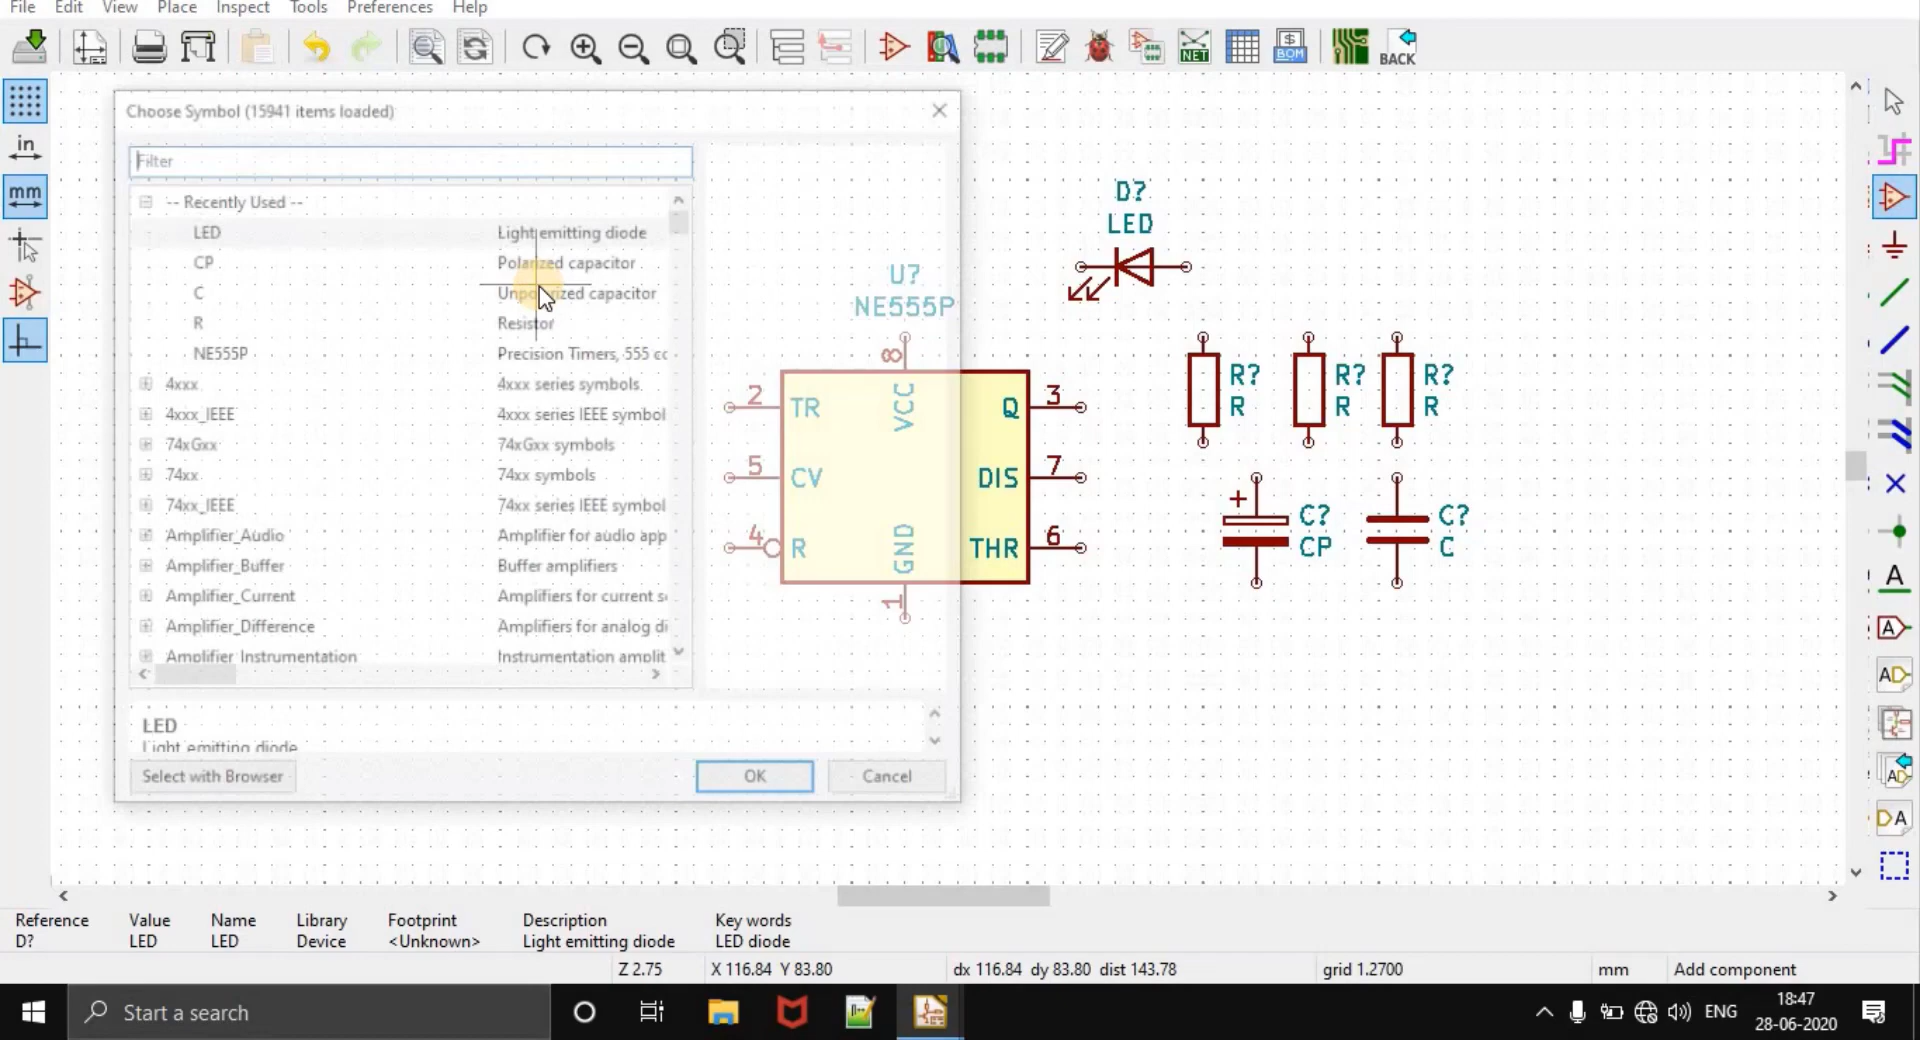 File Edit View Place Inspect Tools Preferences Help
NET
$
BOM
BACK
in
mm
Choose Symbol (15941 items loaded)
Filter
-- Recently Used --
LED Light emitting diode
CP Polarized capacitor
C Unpolarized capacitor
R Resistor
NE555P Precision Timers, 555 cc
4xxx 4xxx series symbols
4xxx_IEEE 4xxx series IEEE symbol
74xGxx 74xGxx symbols
74xx 74xx symbols
74xx_IEEE 74xx series IEEE symbol
Amplifier_Audio Amplifier for audio app
Amplifier_Buffer Buffer amplifiers
Amplifier_Current Amplifiers for current s
Amplifier_Difference Amplifiers for analog di
Amplifier_Instrumentation Instrumentation amplit
LED
Light emitting diode
Select with Browser
OK
Cancel
U?
NE555P
8
VCC
2 TR
5 CV
4 R
GND
1
Q 3
DIS 7
THR 6
D?
LED
R?
R
R?
R
R?
R
+
C?
CP
C?
C
A
A
AD
AD
DA
Reference Value Name Library Footprint Description Key words
D? LED LED Device <Unknown> Light emitting diode LED diode
Z 2.75 X 116.84 Y 83.80 dx 116.84 dy 83.80 dist 143.78 grid 1.2700 mm Add component
Start a search
ENG
18:47
28-06-2020